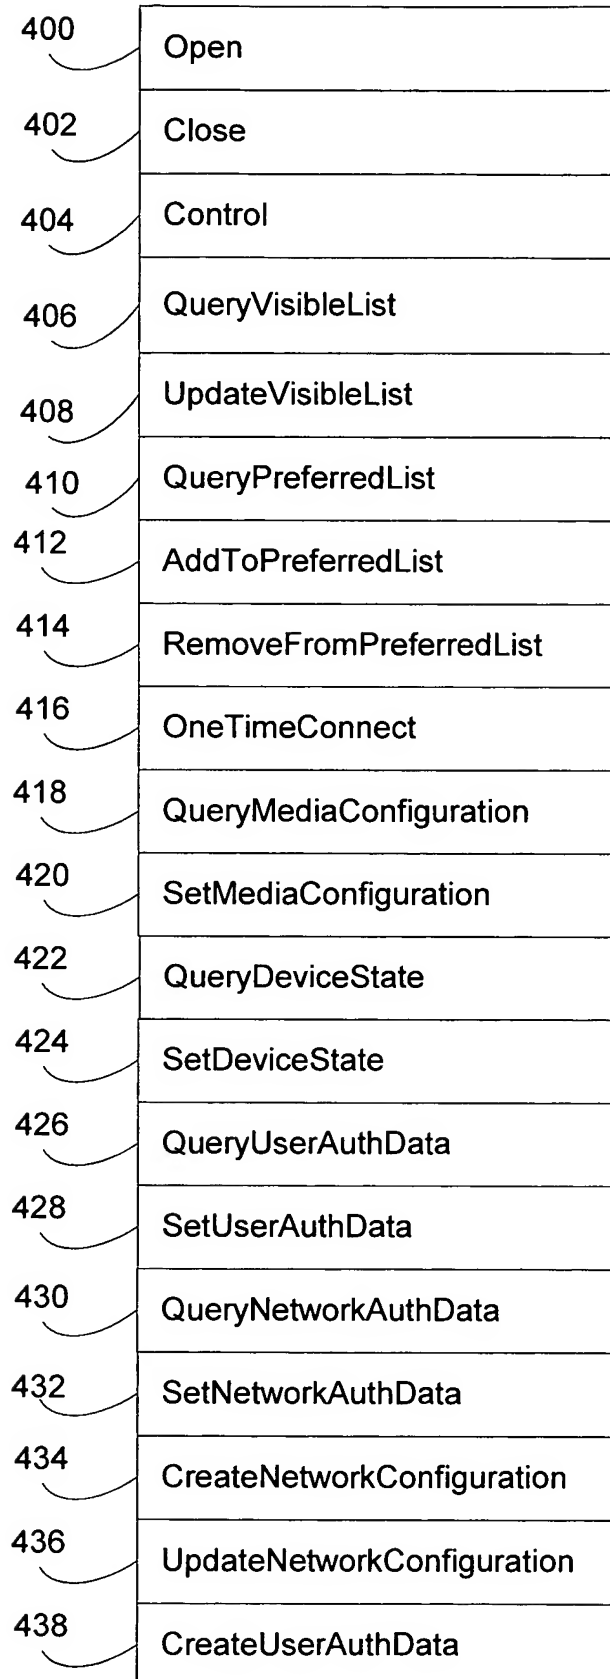 400 Open
402 Close
404 Control
406 QueryVisibleList
408 UpdateVisibleList
410 QueryPreferredList
412 AddToPreferredList
414 RemoveFromPreferredList
416 OneTimeConnect
418 QueryMediaConfiguration
420 SetMediaConfiguration
422 QueryDeviceState
424 SetDeviceState
426 QueryUserAuthData
428 SetUserAuthData
430 QueryNetworkAuthData
432 SetNetworkAuthData
434 CreateNetworkConfiguration
436 UpdateNetworkConfiguration
438 CreateUserAuthData